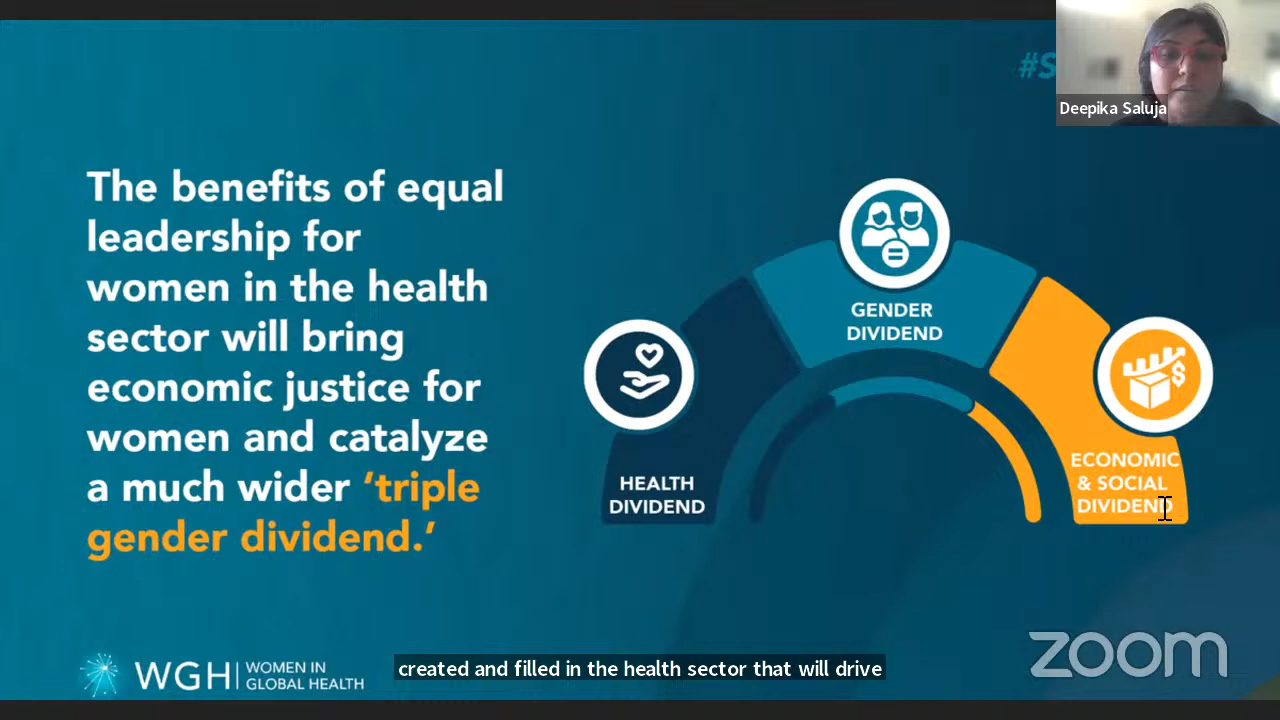 #S
Deepika Saluja
The benefits of equal
leadership for
women in the health
sector will bring
economic justice for
women and catalyze
a much wider ‘triple
gender dividend.’
GENDER
DIVIDEND
HEALTH
DIVIDEND
ECONOMIC
& SOCIAL
DIVIDEND
WGH
WOMEN IN
GLOBAL HEALTH
created and filled in the health sector that will drive
zoom